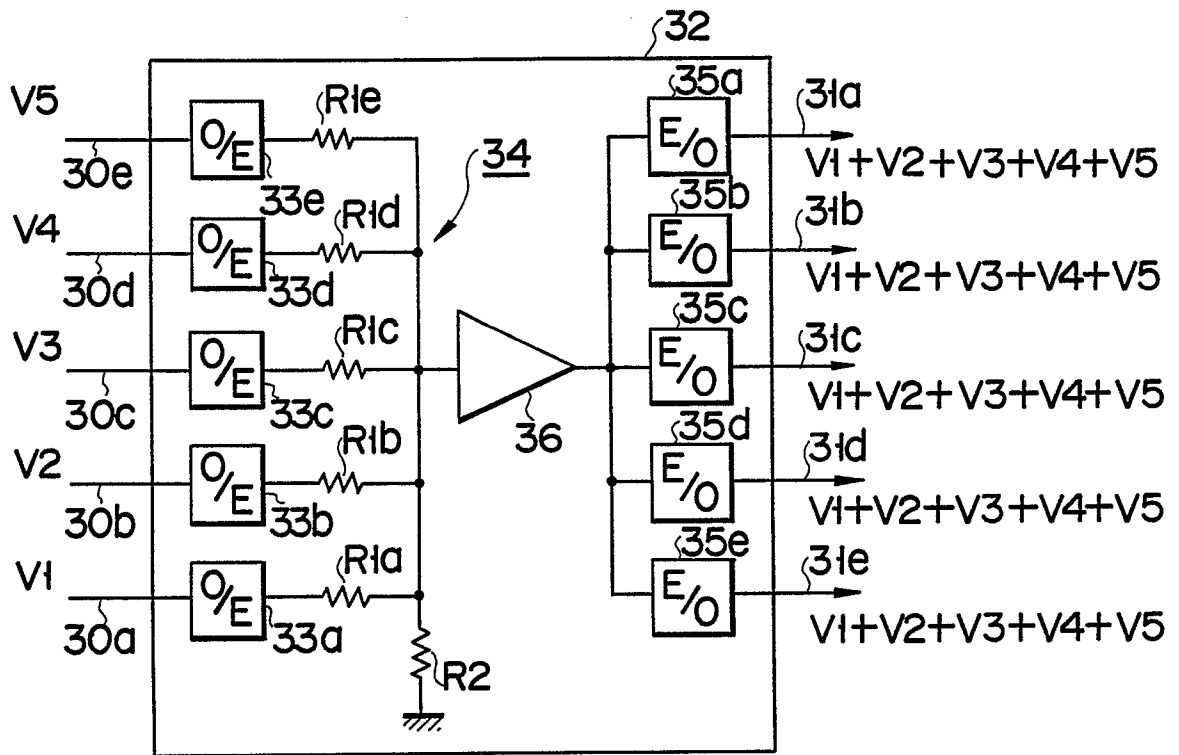 32
V5
30e
O/E
33e
R1e
34
35a
E/O
31a
V1+V2+V3+V4+V5
V4
30d
O/E
33d
R1d
35b
E/O
31b
V1+V2+V3+V4+V5
V3
30c
O/E
33c
R1c
36
35c
E/O
31c
V1+V2+V3+V4+V5
V2
30b
O/E
33b
R1b
35d
E/O
31d
V1+V2+V3+V4+V5
V1
30a
O/E
33a
R1a
R2
35e
E/O
31e
V1+V2+V3+V4+V5